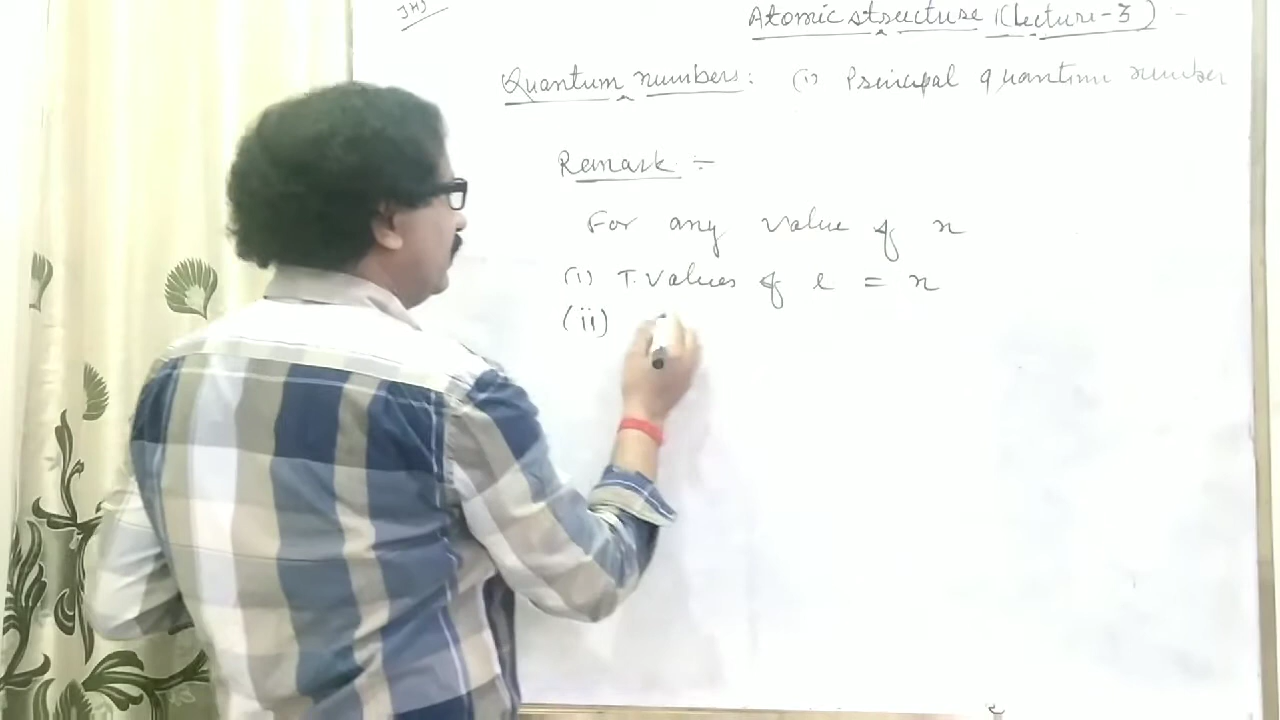 Atomic structure (Lecture-3)
Quantum numbers: (i) Principal quantum number
Remark :-
For any value of n
(i) T. Values of l = n
(ii)